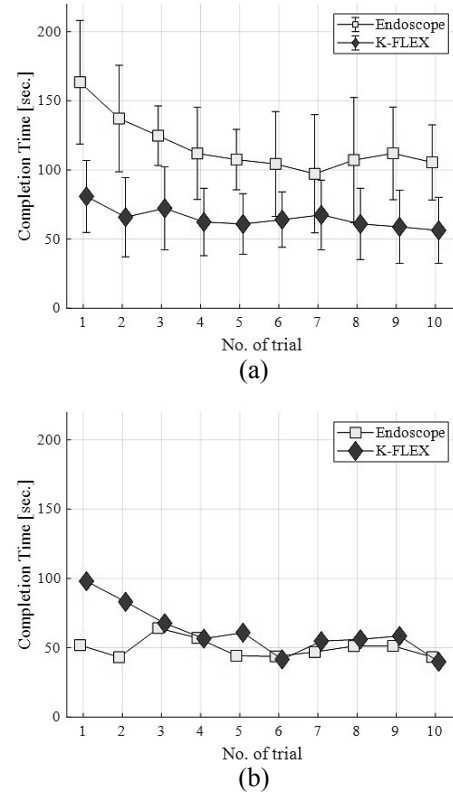 200
150
100
50
0
Completion Time [sec.]
Endoscope
K-FLEX
1 2 3 4 5 6 7 8 9 10
No. of trial
(a)
200
150
100
50
0
Completion Time [sec.]
Endoscope
K-FLEX
1 2 3 4 5 6 7 8 9 10
No. of trial
(b)